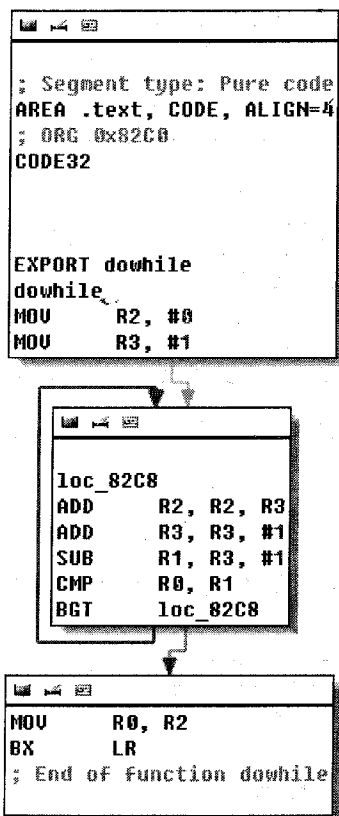 ; Segment type: Pure code
AREA .text, CODE, ALIGN=4
; ORG 0x82C0
CODE32
EXPORT dowhile
dowhile
MOV R2, #0
MOV R3, #1
loc_82C8
ADD R2, R2, R3
ADD R3, R3, #1
SUB R1, R3, #1
CMP R0, R1
BGT loc_82C8
MOV R0, R2
BX LR
; End of function dowhile